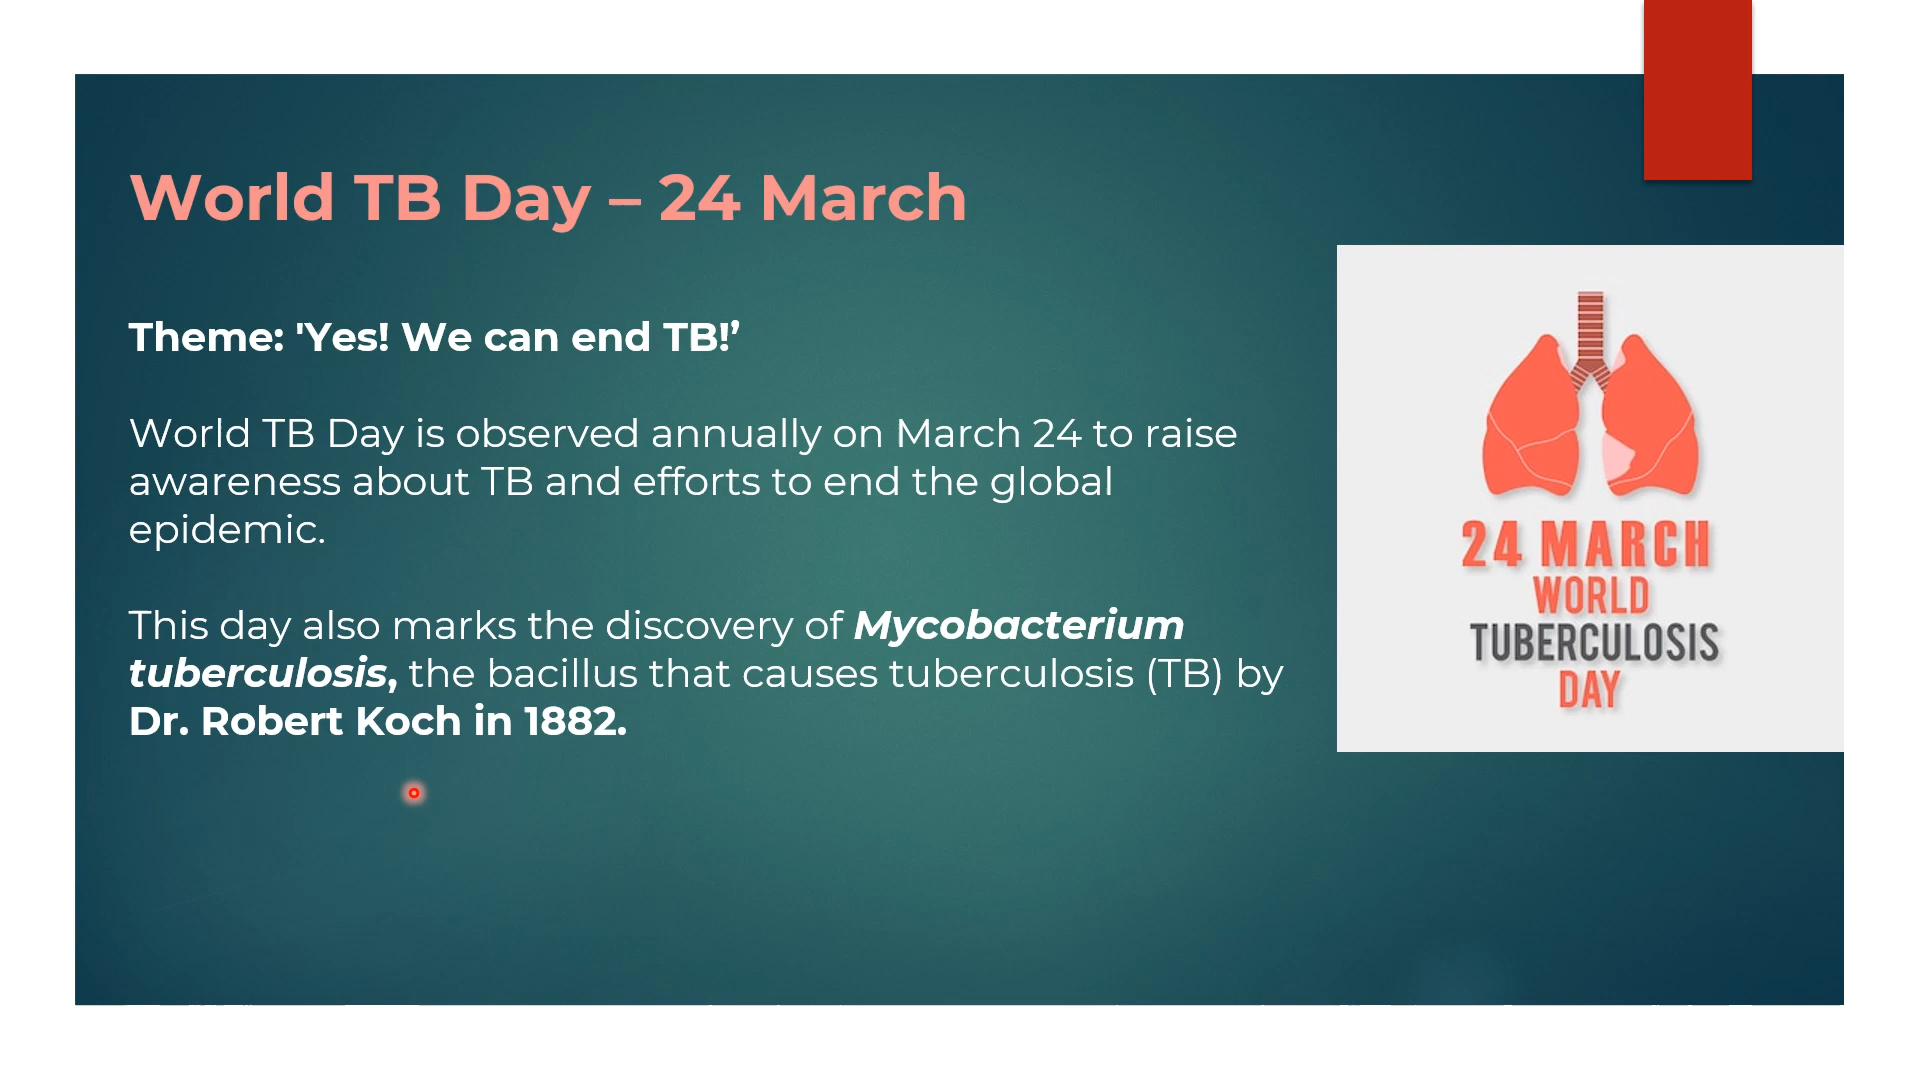 World TB Day – 24 March
Theme: 'Yes! We can end TB!’
World TB Day is observed annually on March 24 to raise
awareness about TB and efforts to end the global
epidemic.
This day also marks the discovery of Mycobacterium
tuberculosis, the bacillus that causes tuberculosis (TB) by
Dr. Robert Koch in 1882.
24 MARCH
WORLD
TUBERCULOSIS
DAY